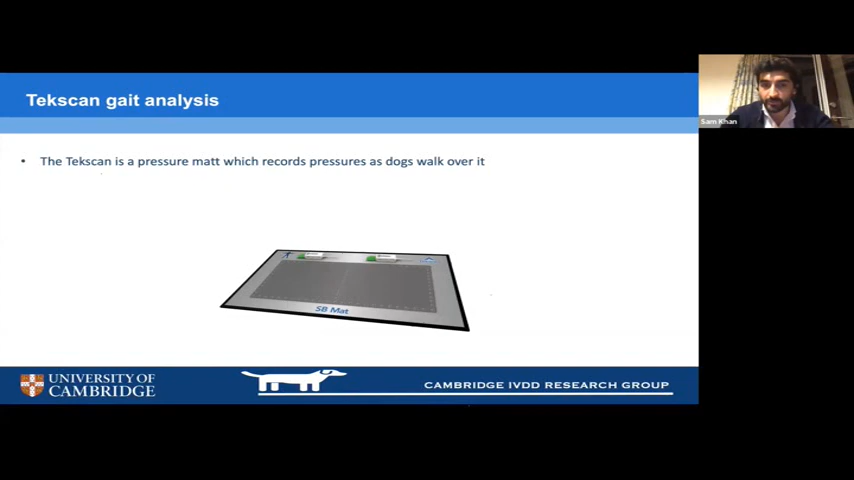 Tekscan gait analysis
Sam Khan
• The Tekscan is a pressure matt which records pressures as dogs walk over it
5B Mat
UNIVERSITY OF
CAMBRIDGE
CAMBRIDGE IVDD RESEARCH GROUP